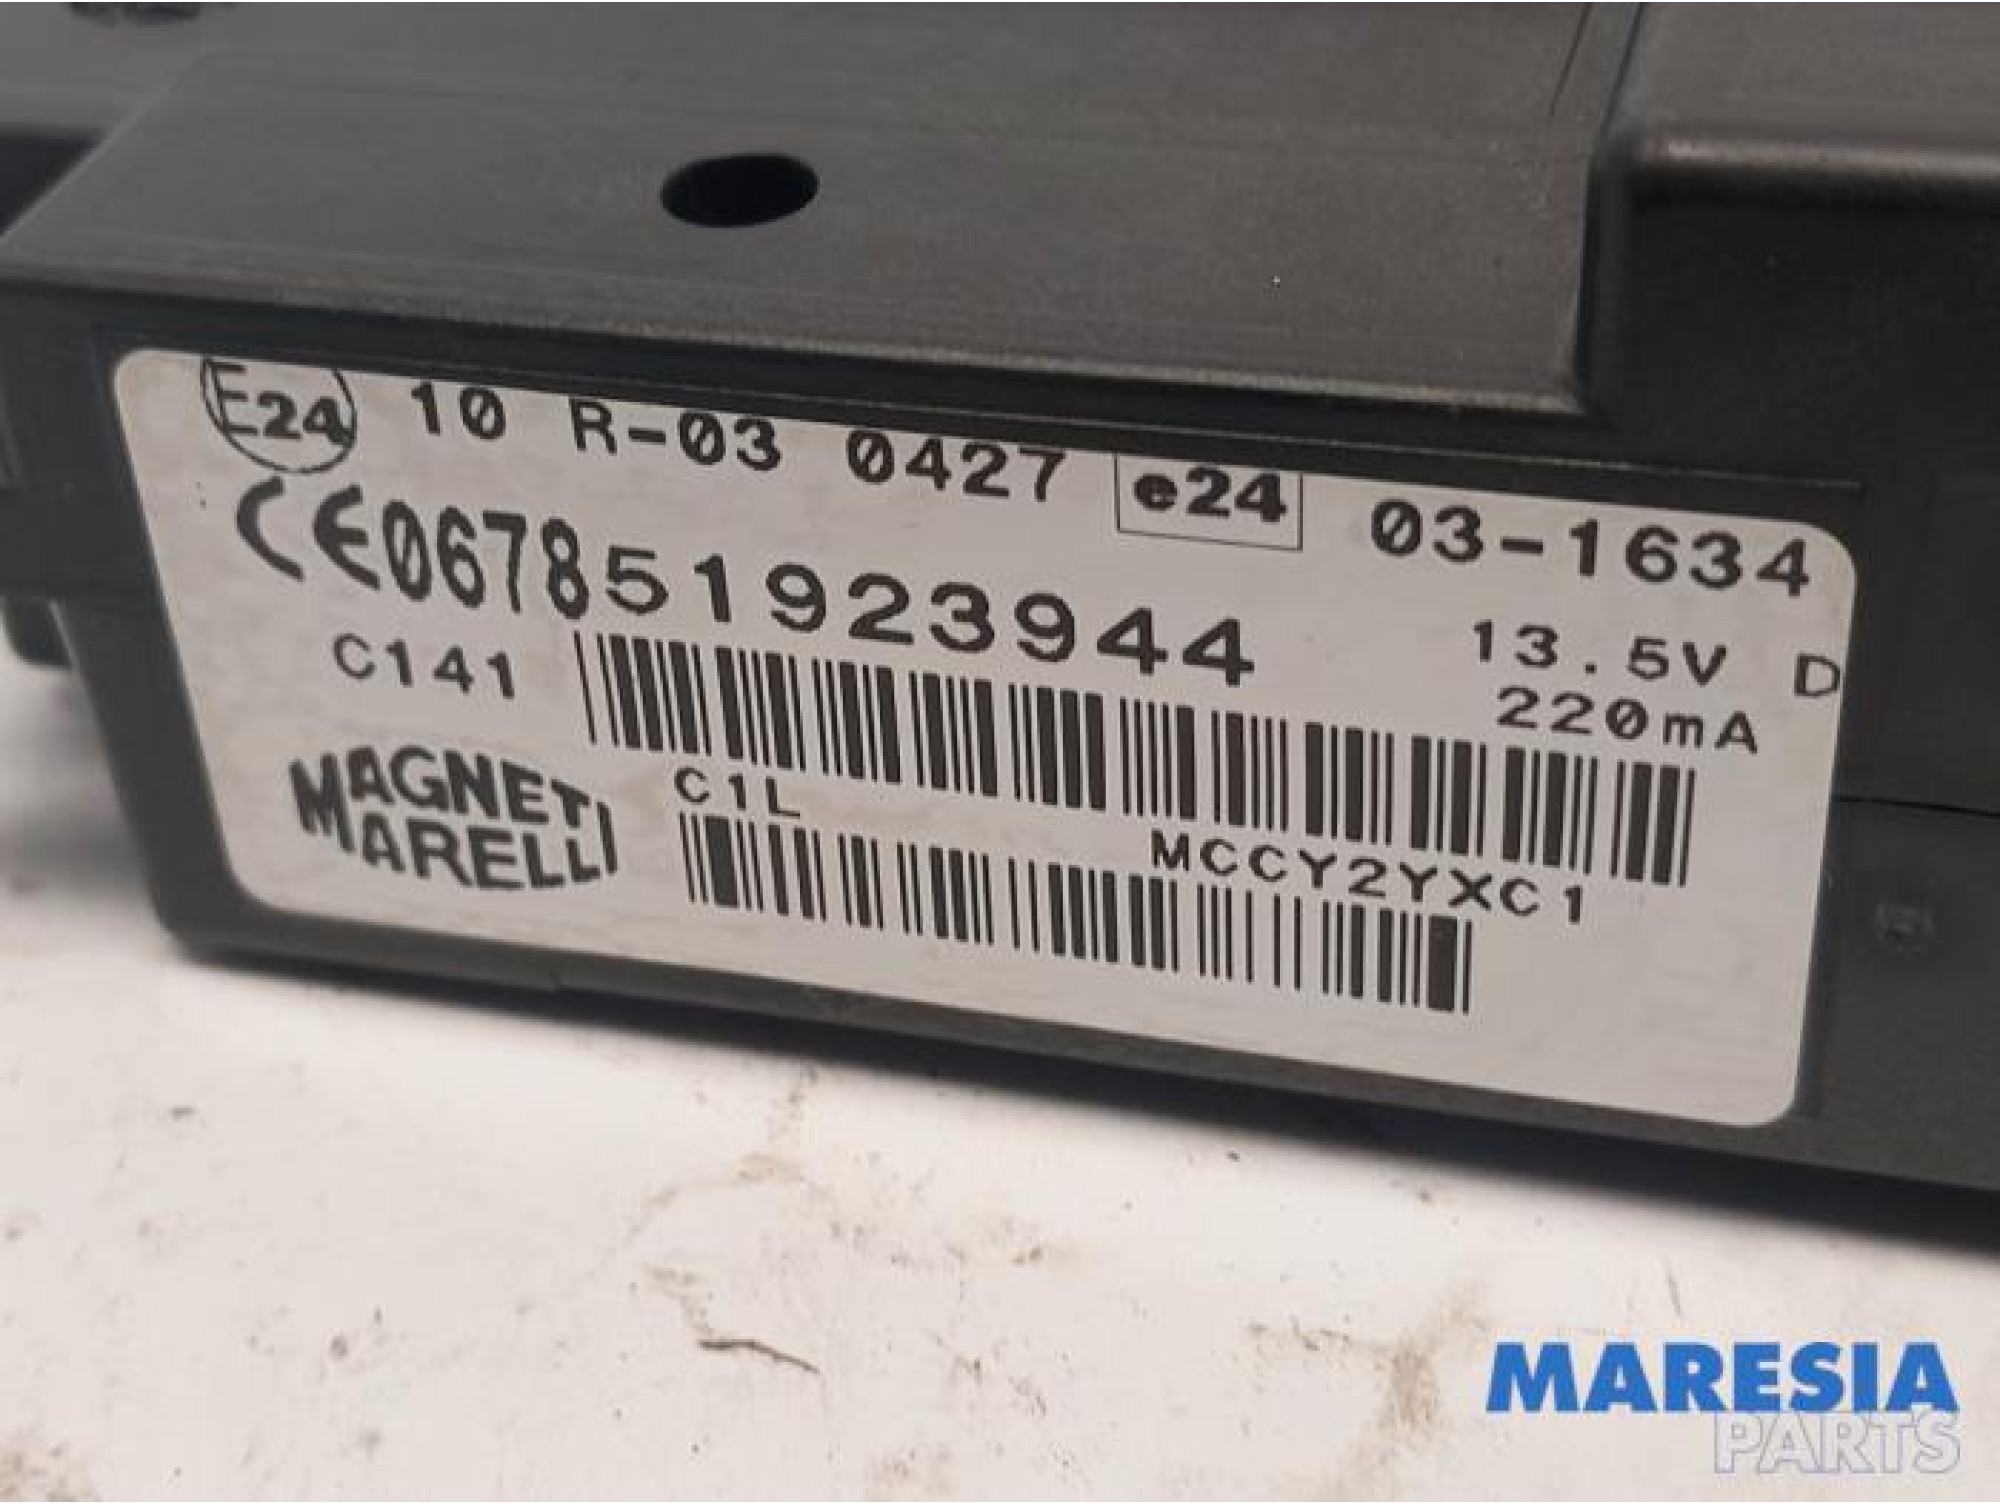 E24 10 R-03 0427 e24 03-1634
CE0678 51923944
C141 13.5V D
220mA
MAGNETI
MARELLI
C1L MCCY2YXC1
MARESIA
PARTS